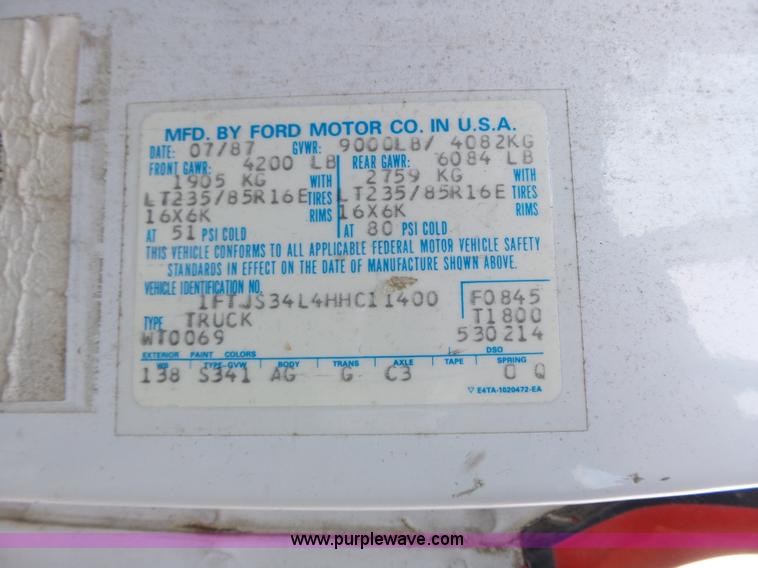 MFD. BY FORD MOTOR CO. IN U.S.A.
DATE: 07/87 GVWR: 9000LB/ 4082KG
FRONT GAWR: 4200 LB REAR GAWR: 6084 LB
1905 KG WITH 2759 KG WITH
LT235/85R16E TIRES LT235/85R16E TIRES
16X6K RIMS 16X6K RIMS
AT 51 PSI COLD AT 80 PSI COLD
THIS VEHICLE CONFORMS TO ALL APPLICABLE FEDERAL MOTOR VEHICLE SAFETY
STANDARDS IN EFFECT ON THE DATE OF MANUFACTURE SHOWN ABOVE.
VEHICLE IDENTIFICATION NO.
1FTJS34L4HHC11400 F0845
TYPE TRUCK T1800
WT0069 530214
EXTERIOR PAINT COLORS DSO
WB TYPE-GVW BODY TRANS AXLE TAPE SPRING
138 S341 AG G C3 0 Q
E4TA-1020472-EA
www.purplewave.com